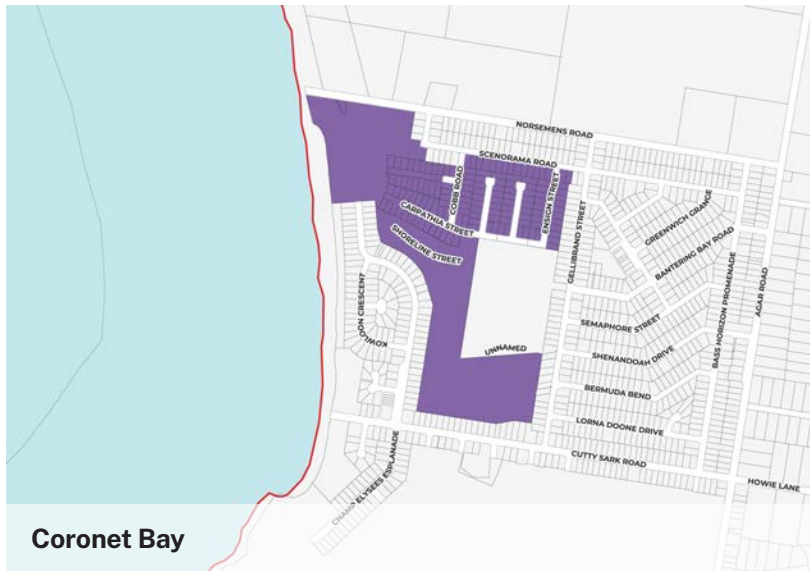 NORSEMENS ROAD
SCENORAMA ROAD
COBB ROAD
ENSIGN STREET
CARPATHIA STREET
SHORELINE STREET
GELLIBRAND STREET
GREENWICH GRANGE
BANTERING BAY ROAD
BASS HORIZON PROMENADE
AGAR ROAD
KOWLOON CRESCENT
UNNAMED
SEMAPHORE STREET
SHENANDOAH DRIVE
BERMUDA BEND
LORNA DOONE DRIVE
CUTTY SARK ROAD
HOWIE LANE
CHAMP ELYSEES ESPLANADE
Coronet Bay